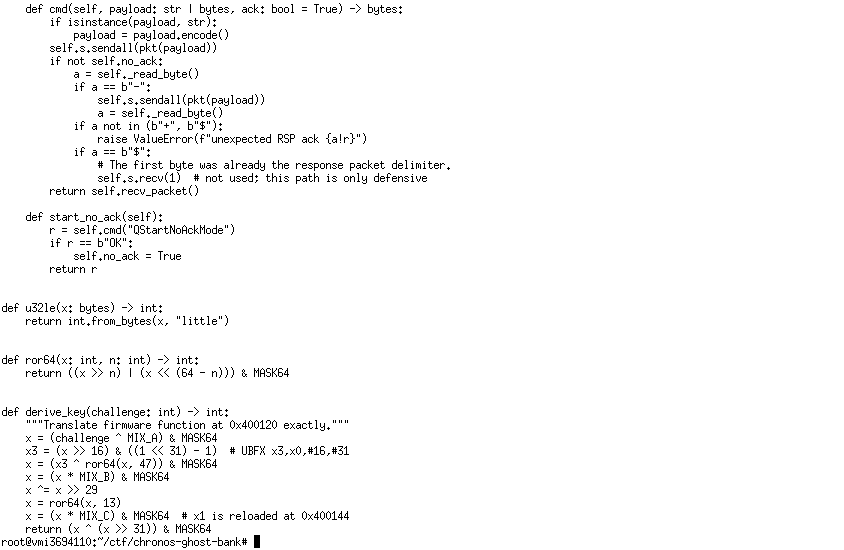 def cmd(self, payload: str | bytes, ack: bool = True) -> bytes:
        if isinstance(payload, str):
            payload = payload.encode()
        self.s.sendall(pkt(payload))
        if not self.no_ack:
            a = self._read_byte()
            if a == b"-":
                self.s.sendall(pkt(payload))
                a = self._read_byte()
            if a not in (b"+", b"$"):
                raise ValueError(f"unexpected RSP ack {a!r}")
            if a == b"$":
                # The first byte was already the response packet delimiter.
                self.s.recv(1)  # not used; this path is only defensive
        return self.recv_packet()

    def start_no_ack(self):
        r = self.cmd("QStartNoAckMode")
        if r == b"OK":
            self.no_ack = True
        return r


def u32le(x: bytes) -> int:
    return int.from_bytes(x, "little")


def ror64(x: int, n: int) -> int:
    return ((x >> n) | (x << (64 - n))) & MASK64


def derive_key(challenge: int) -> int:
    """Translate firmware function at 0x400120 exactly."""
    x = (challenge ^ MIX_A) & MASK64
    x3 = (x >> 16) & ((1 << 31) - 1)  # UBFX x3,x0,#16,#31
    x = (x3 ^ ror64(x, 47)) & MASK64
    x = (x * MIX_B) & MASK64
    x ^= x >> 29
    x = ror64(x, 13)
    x = (x * MIX_C) & MASK64  # x1 is reloaded at 0x400144
    return (x ^ (x >> 31)) & MASK64
root@vmi3694110:~/ctf/chronos-ghost-bank#